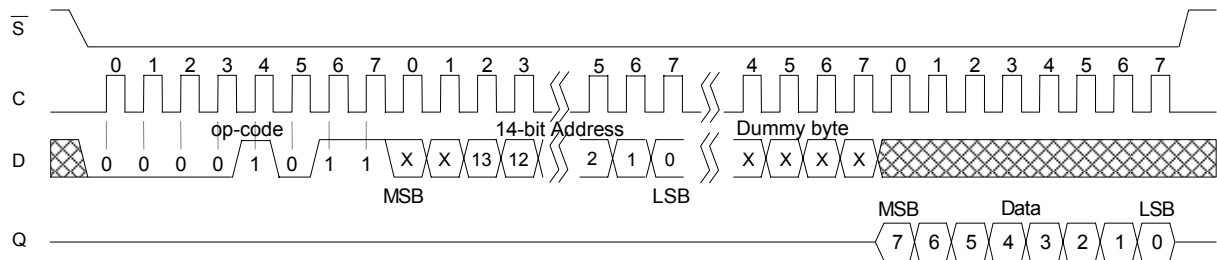 S
0 1 2 3 4 5 6 7 0 1 2 3 5 6 7 4 5 6 7 0 1 2 3 4 5 6 7
C
op-code 14-bit Address Dummy byte
D 0 0 0 0 1 0 1 1 X X 13 12 2 1 0 X X X X
MSB LSB
MSB Data LSB
Q 7 6 5 4 3 2 1 0